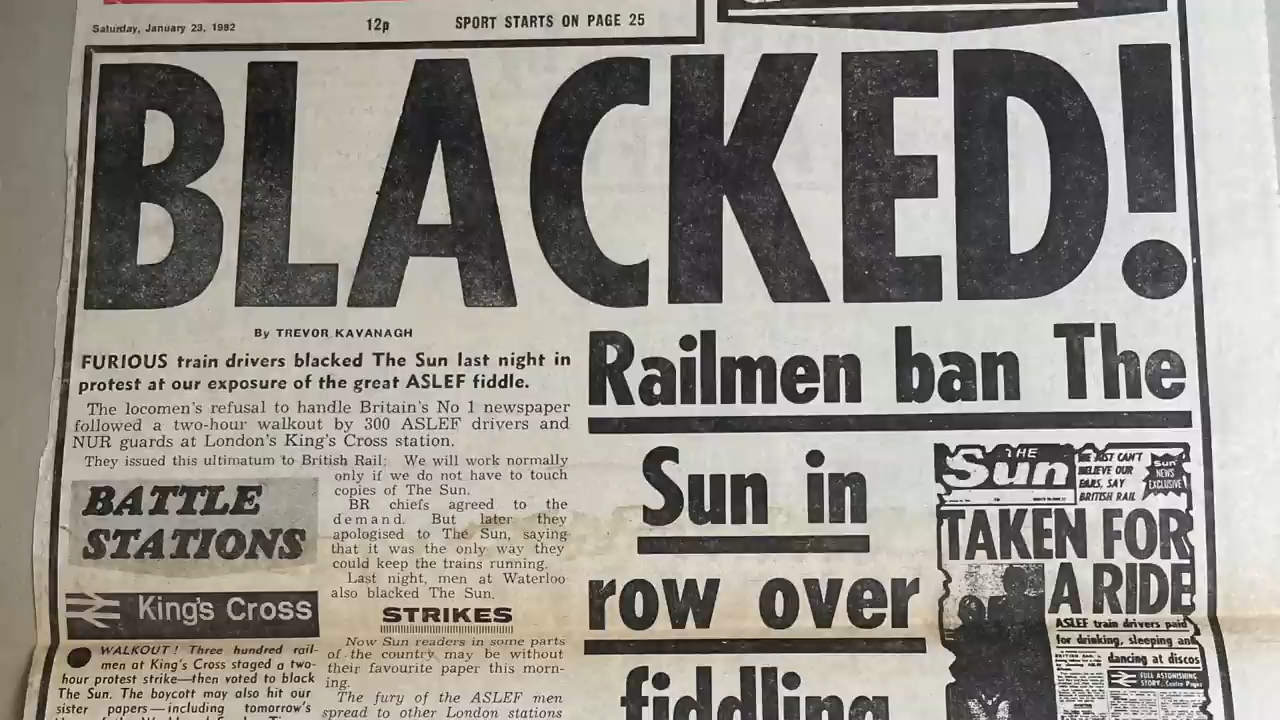 Saturday, January 23, 1982
12p
SPORT STARTS ON PAGE 25
BLACKED!
By TREVOR KAVANAGH
FURIOUS train drivers blacked The Sun last night in
protest at our exposure of the great ASLEF fiddle.
The locomen's refusal to handle Britain's No 1 newspaper
followed a two-hour walkout by 300 ASLEF drivers and
NUR guards at London's King's Cross station.
They issued this ultimatum to British Rail: We will work normally
only if we do not have to touch
copies of The Sun.
BR chiefs agreed to the
demand. But later they
apologised to The Sun, saying
that it was the only way they
could keep the trains running.
Last night, men at Waterloo
also blacked The Sun.
STRIKES
Now Sun readers in some parts
of the country may be without
their favourite paper this morn-
ing.
The fury of the ASLEF men
spread to other London stations
BATTLE
STATIONS
King's Cross
WALKOUT! Three hundred rail-
men at King's Cross staged a two-
hour protest strike—then voted to black
The Sun. The boycott may also hit our
sister papers—including tomorrow's
Railmen ban The
Sun in
row over
fiddling
THE
Sun
CAN'T
BELIEVE OUR
EARS, SAY
BRITISH RAIL
Sun
NEWS
EXCLUSIVE
TAKEN FOR
A RIDE
ASLEF train drivers paid
for drinking, sleeping and
dancing at discos
FULL ASTONISHING
STORY: Centre Pages